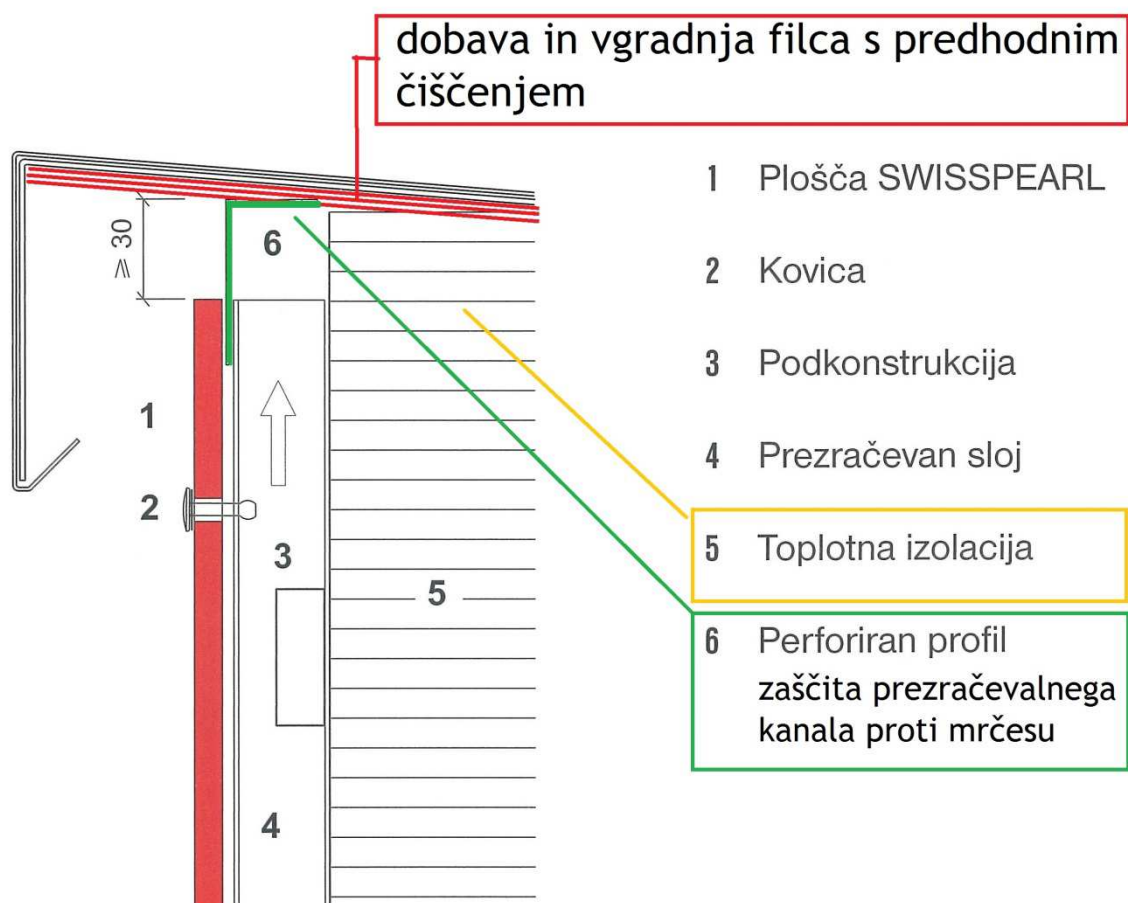 dobava in vgradnja filca s predhodnim
čiščenjem
≥ 30
6
1
2
3
5
4
1 Plošča SWISSPEARL
2 Kovica
3 Podkonstrukcija
4 Prezračevan sloj
5 Toplotna izolacija
6 Perforiran profil
zaščita prezračevalnega
kanala proti mrčesu